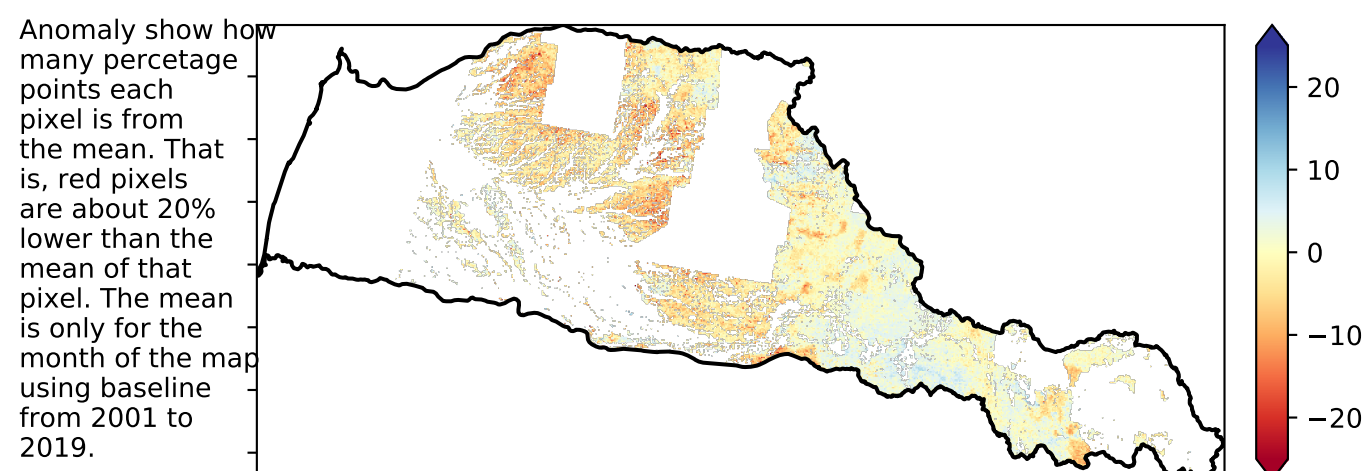 Anomaly show how
many percetage
points each
pixel is from
the mean. That
is, red pixels
are about 20%
lower than the
mean of that
pixel. The mean
is only for the
month of the map
using baseline
from 2001 to
2019.
20
10
0
−10
−20